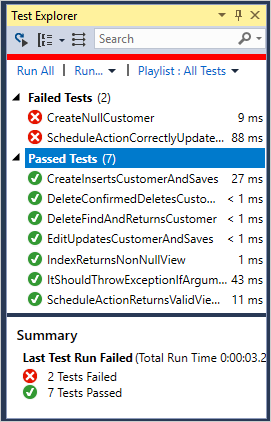 Test Explorer
Search
Run All | Run... | Playlist : All Tests
Failed Tests (2)
CreateNullCustomer 9 ms
ScheduleActionCorrectlyUpdate... 88 ms
Passed Tests (7)
CreateInsertsCustomerAndSaves 27 ms
DeleteConfirmedDeletesCusto... < 1 ms
DeleteFindAndReturnsCustomer < 1 ms
EditUpdatesCustomerAndSaves < 1 ms
IndexReturnsNonNullView 1 ms
ItShouldThrowExceptionIfArgum... 43 ms
ScheduleActionReturnsValidVie... 11 ms
Summary
Last Test Run Failed (Total Run Time 0:00:03.2
2 Tests Failed
7 Tests Passed